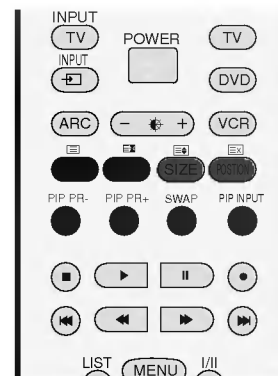 INPUT
TV
POWER
TV
INPUT
DVD
ARC
- +
VCR
SIZE
POSTION
PIP PR-
PIP PR+
SWAP
PIP INPUT
LIST
MENU
I/II